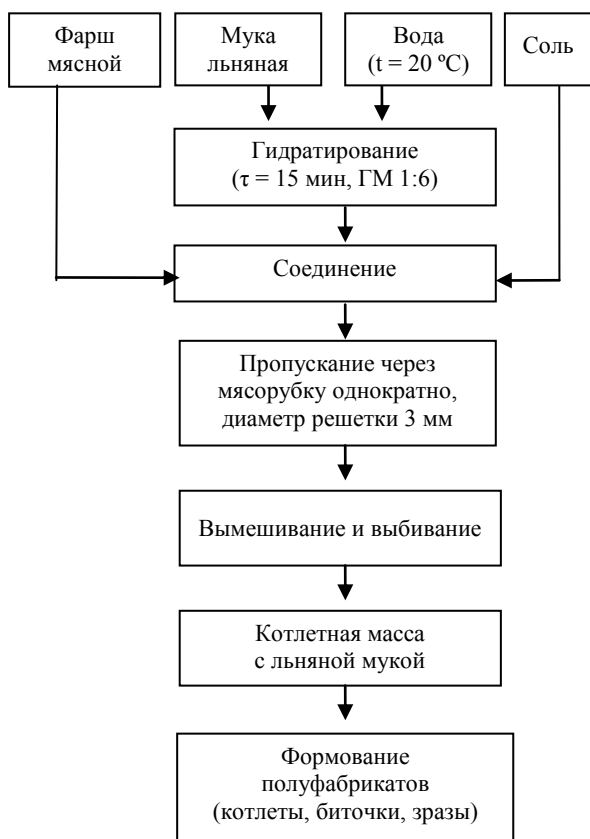 Фарш
мясной
Мука
льняная
Вода
(t = 20 ºС)
Соль
Гидратирование
(τ = 15 мин, ГМ 1:6)
Соединение
Пропускание через
мясорубку однократно,
диаметр решетки 3 мм
Вымешивание и выбивание
Котлетная масса
с льняной мукой
Формование
полуфабрикатов
(котлеты, биточки, зразы)